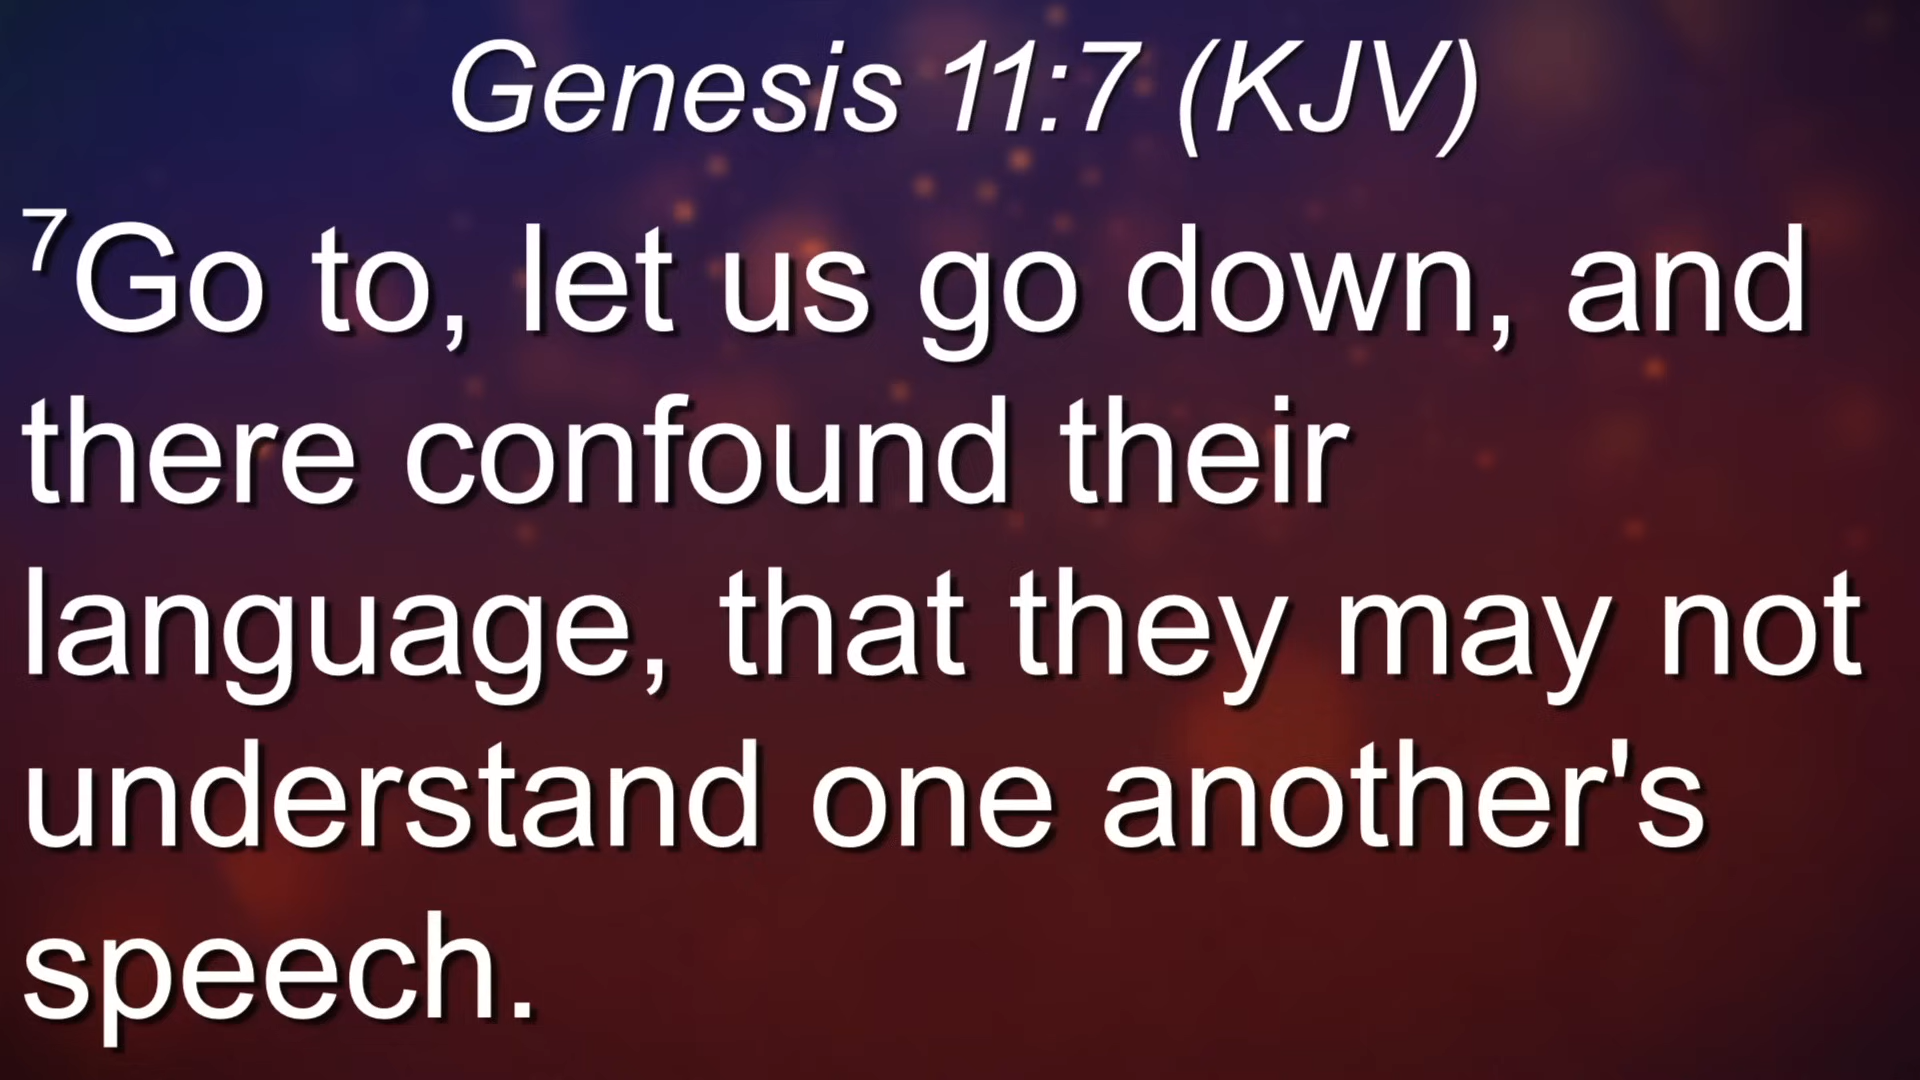 Genesis 11:7 (KJV)
7Go to, let us go down, and
there confound their
language, that they may not
understand one another's
speech.